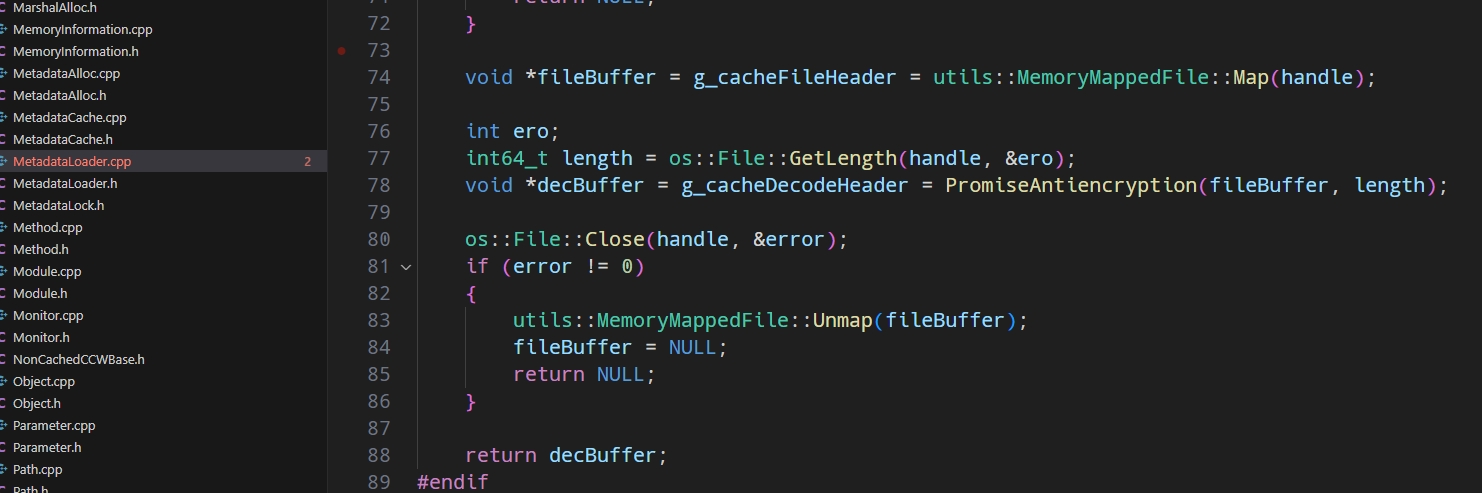 MarshalAlloc.h
MemoryInformation.cpp
MemoryInformation.h
MetadataAlloc.cpp
MetadataAlloc.h
MetadataCache.cpp
MetadataCache.h
MetadataLoader.cpp 2
MetadataLoader.h
MetadataLock.h
Method.cpp
Method.h
Module.cpp
Module.h
Monitor.cpp
Monitor.h
NonCachedCCWBase.h
Object.cpp
Object.h
Parameter.cpp
Parameter.h
Path.cpp
Path.h
71 return NULL;
72 }
73
74 void *fileBuffer = g_cacheFileHeader = utils::MemoryMappedFile::Map(handle);
75
76 int ero;
77 int64_t length = os::File::GetLength(handle, &ero);
78 void *decBuffer = g_cacheDecodeHeader = PromiseAntiencryption(fileBuffer, length);
79
80 os::File::Close(handle, &error);
81 if (error != 0)
82 {
83 utils::MemoryMappedFile::Unmap(fileBuffer);
84 fileBuffer = NULL;
85 return NULL;
86 }
87
88 return decBuffer;
89 #endif